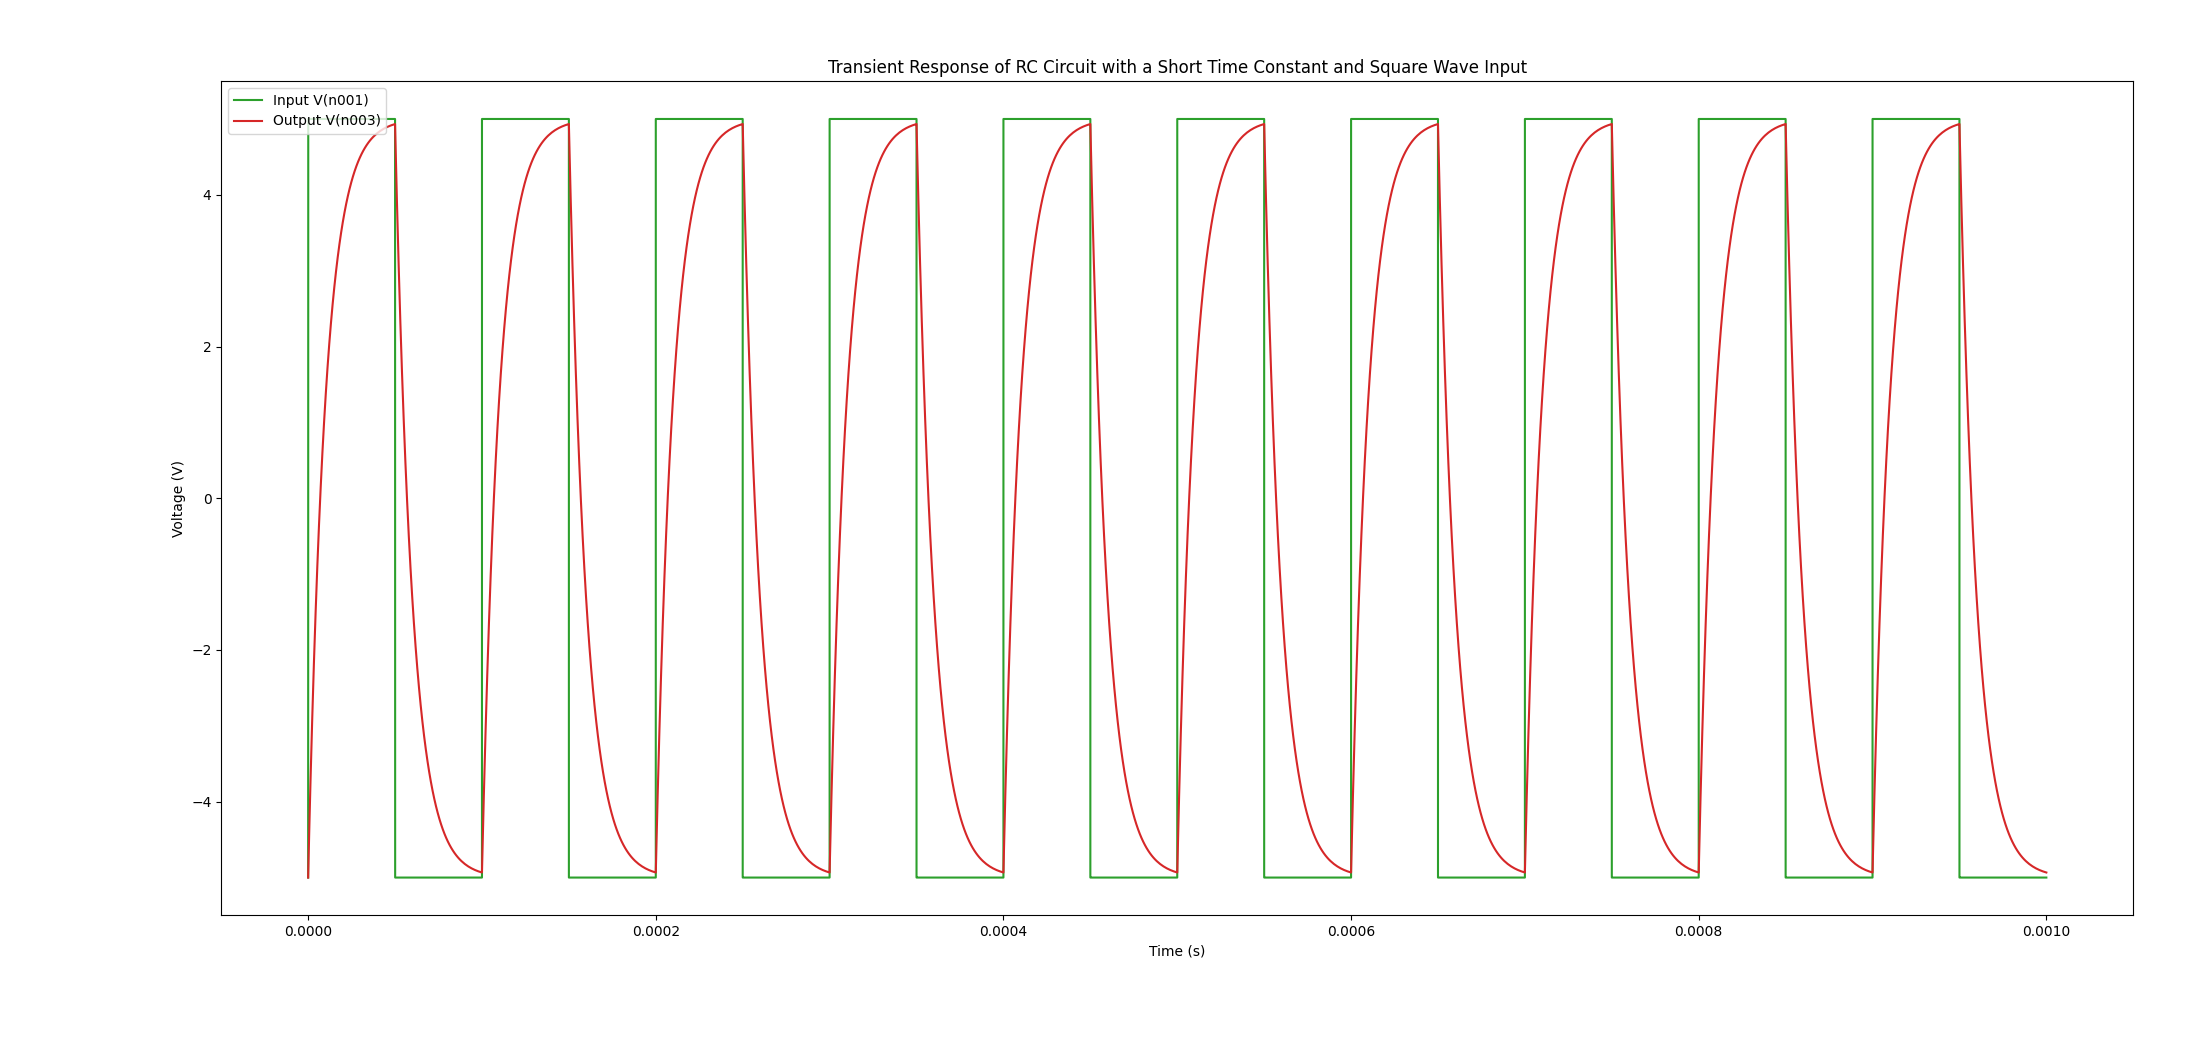 Transient Response of RC Circuit with a Short Time Constant and Square Wave Input
Input V(n001)
Output V(n003)
4
2
0
−2
−4
Voltage (V)
0.0000 0.0002 0.0004 0.0006 0.0008 0.0010
Time (s)